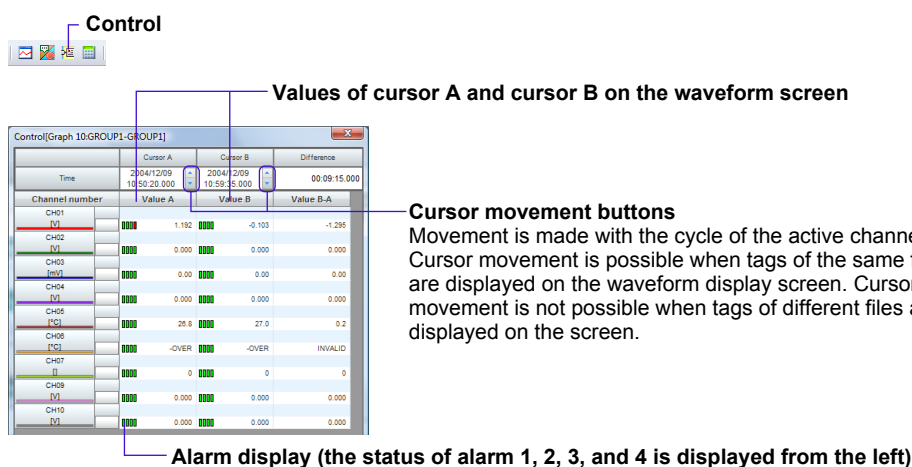 Control
Values of cursor A and cursor B on the waveform screen
Control[Graph 10:GROUP1-GROUP1]
Cursor A Cursor B Difference
Time 2004/12/09 10:50:20.000 2004/12/09 10:59:35.000 00:09:15.000
Channel number Value A Value B Value B-A
CH01
[V] 1.192 -0.103 -1.295
CH02
[V] 0.000 0.000 0.000
CH03
[mV] 0.00 0.00 0.00
CH04
[V] 0.000 0.000 0.000
CH05
[°C] 26.8 27.0 0.2
CH06
[°C] -OVER -OVER INVALID
CH07
[] 0 0 0
CH09
[V] 0.000 0.000 0.000
CH10
[V] 0.000 0.000 0.000
Cursor movement buttons
Movement is made with the cycle of the active channe
Cursor movement is possible when tags of the same
are displayed on the waveform display screen. Cursor
movement is not possible when tags of different files a
displayed on the screen.
Alarm display (the status of alarm 1, 2, 3, and 4 is displayed from the left)